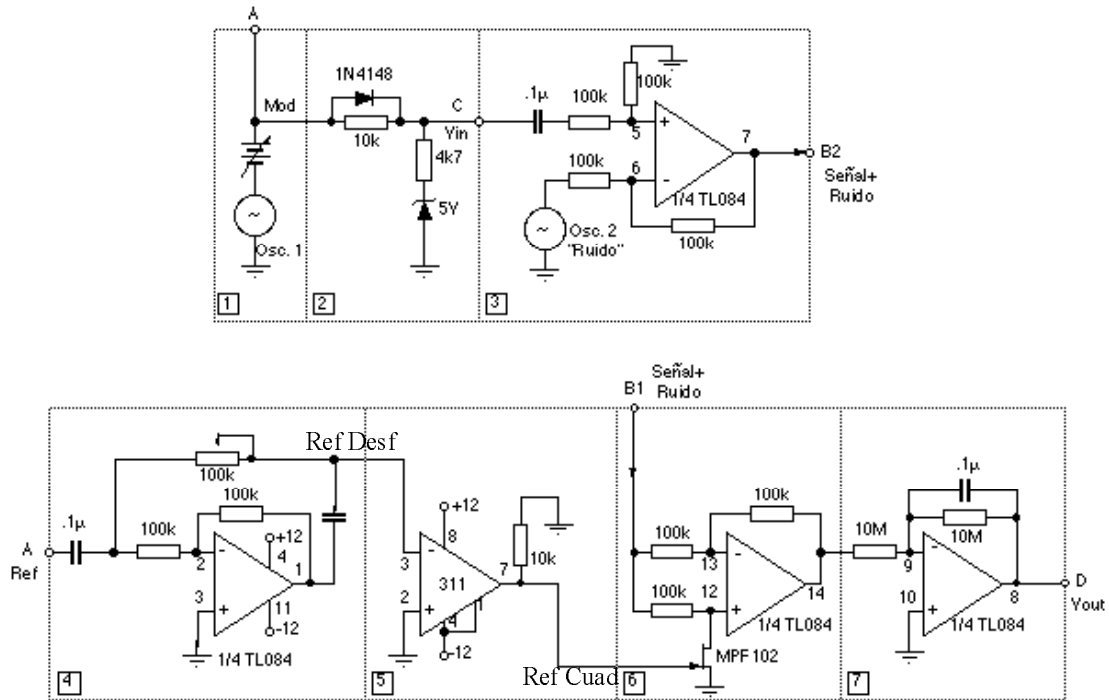 A
1N4148
Mod
10k
C
Yin
4k7
5V
~
Osc. 1
1
2
.1µ
100k
100k
5
+
7
B2
Señal+
Ruido
100k
6
-
1/4 TL084
~
Osc. 2
"Ruido"
100k
3
Ref Desf
100k
100k
.1µ
100k
A
Ref
2
-
+12
4
1
3
+
11
-12
1/4 TL084
4
+12
8
3
-
311
7
10k
2
+
4
1
-12
5
Ref Cuad
Señal+
B1
Ruido
100k
100k
13
-
100k
12
+
14
1/4 TL084
MPF102
6
.1µ
10M
10M
9
-
10
+
8
D
Yout
1/4 TL084
7